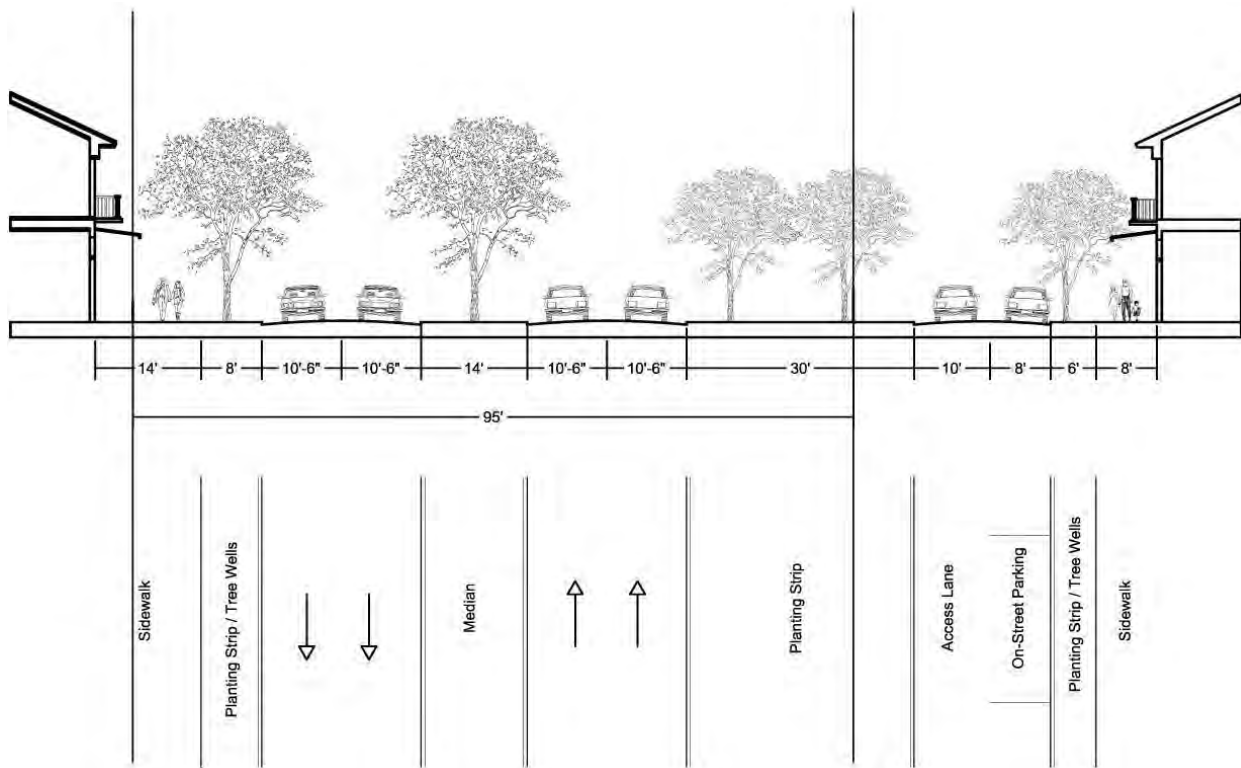 14'
8'
10'-6"
10'-6"
14'
10'-6"
10'-6"
30'
10'
8'
6'
8'
95'
Sidewalk
Planting Strip / Tree Wells
Median
Planting Strip
Access Lane
On-Street Parking
Planting Strip / Tree Wells
Sidewalk